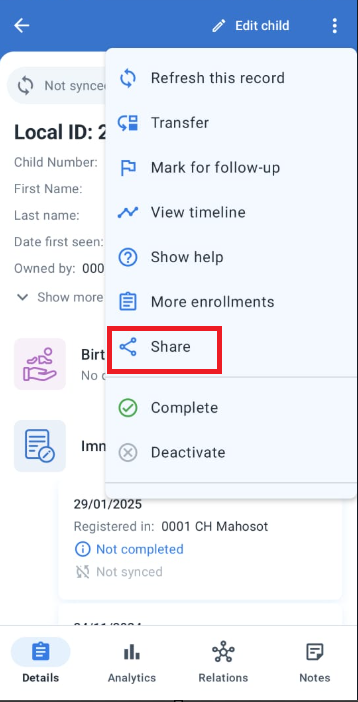 Edit child
Not synced
Refresh this record
Local ID: 2
Transfer
Child Number:
Mark for follow-up
First Name:
Last name:
View timeline
Date first seen:
Show help
Owned by: 000
Show more
More enrollments
Share
Birt
No
Complete
Imm
Deactivate
29/01/2025
Registered in: 0001 CH Mahosot
Not completed
Not synced
Details
Analytics
Relations
Notes